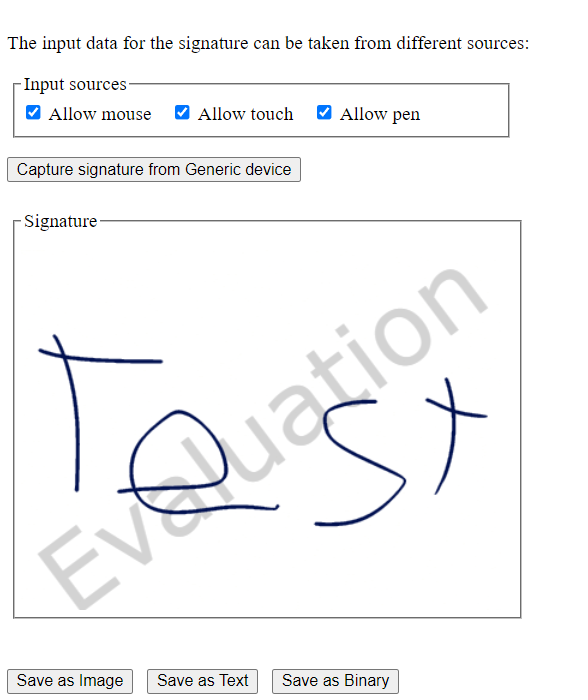 The input data for the signature can be taken from different sources:
Input sources
Allow mouse Allow touch Allow pen
Capture signature from Generic device
Signature
Evaluation
Test
Save as Image Save as Text Save as Binary